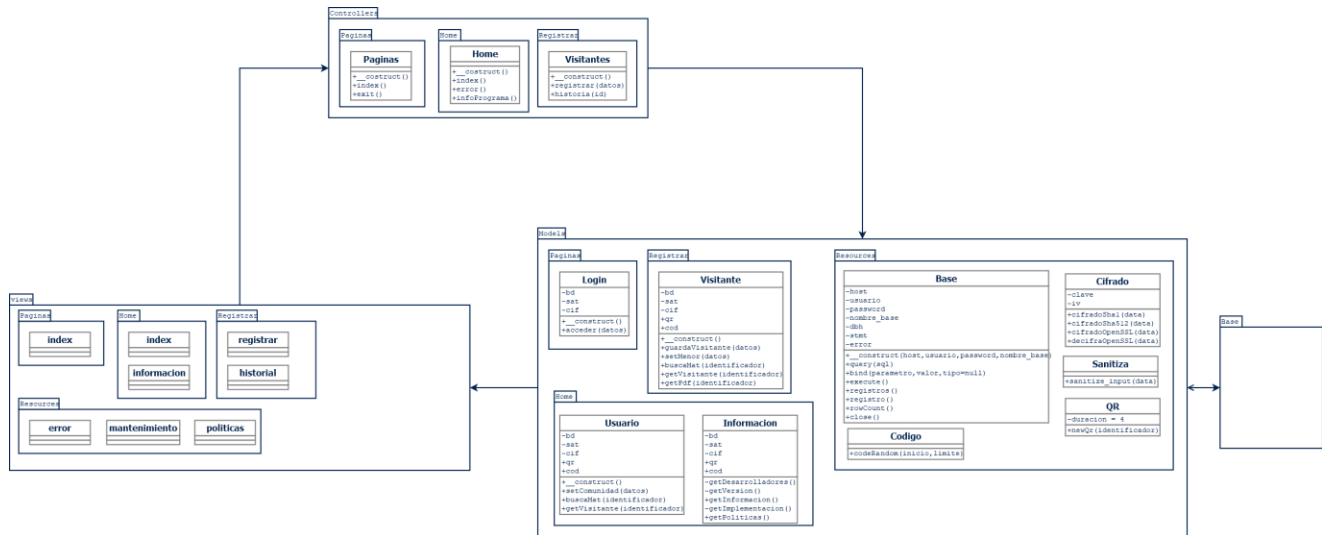 Controllers
Paginas
Paginas
+__costruct()
+index()
+exit()
Home
Home
+__costruct()
+index()
+error()
+infoPrograma()
Registrar
Visitantes
+__construct()
+registrar(datos)
+historia(id)
views
Paginas
index
Home
index
informacion
Registrar
registrar
historial
Resources
error
mantenimiento
politicas
Models
Paginas
Login
-bd
-sat
-cif
+__construct()
+acceder(datos)
Registrar
Visitante
-bd
-sat
-cif
+qr
+cod
+__construct()
+guardaVisitante(datos)
+setMenor(datos)
+buscaMat(identificador)
+getVisitante(identificador)
+getPdf(identificador)
Home
Usuario
-bd
-sat
-cif
+qr
+cod
+__construct()
+setComunidad(datos)
+buscaMat(identificador)
+getVisitante(identificador)
Informacion
-bd
-sat
-cif
+qr
+cod
-getDesarrolladores()
-getVersion()
+getInformacion()
-getImplementacion()
+getPoliticas()
Resources
Base
-host
-usuario
-password
-nombre_base
-dbh
-stmt
-error
+__construct(host,usuario,password,nombre_base)
+query(sql)
+bind(parametro,valor,tipo=null)
+execute()
+registros()
+registro()
+rowCount()
+close()
Codigo
+codeRandom(inicio,limite)
Cifrado
-clave
-iv
+cifradoSha1(data)
+cifradoSha512(data)
+cifradoOpenSSL(data)
+decifraOpenSSL(data)
Sanitiza
+sanitize_input(data)
QR
-duracion = 4
+newQr(identificador)
Base